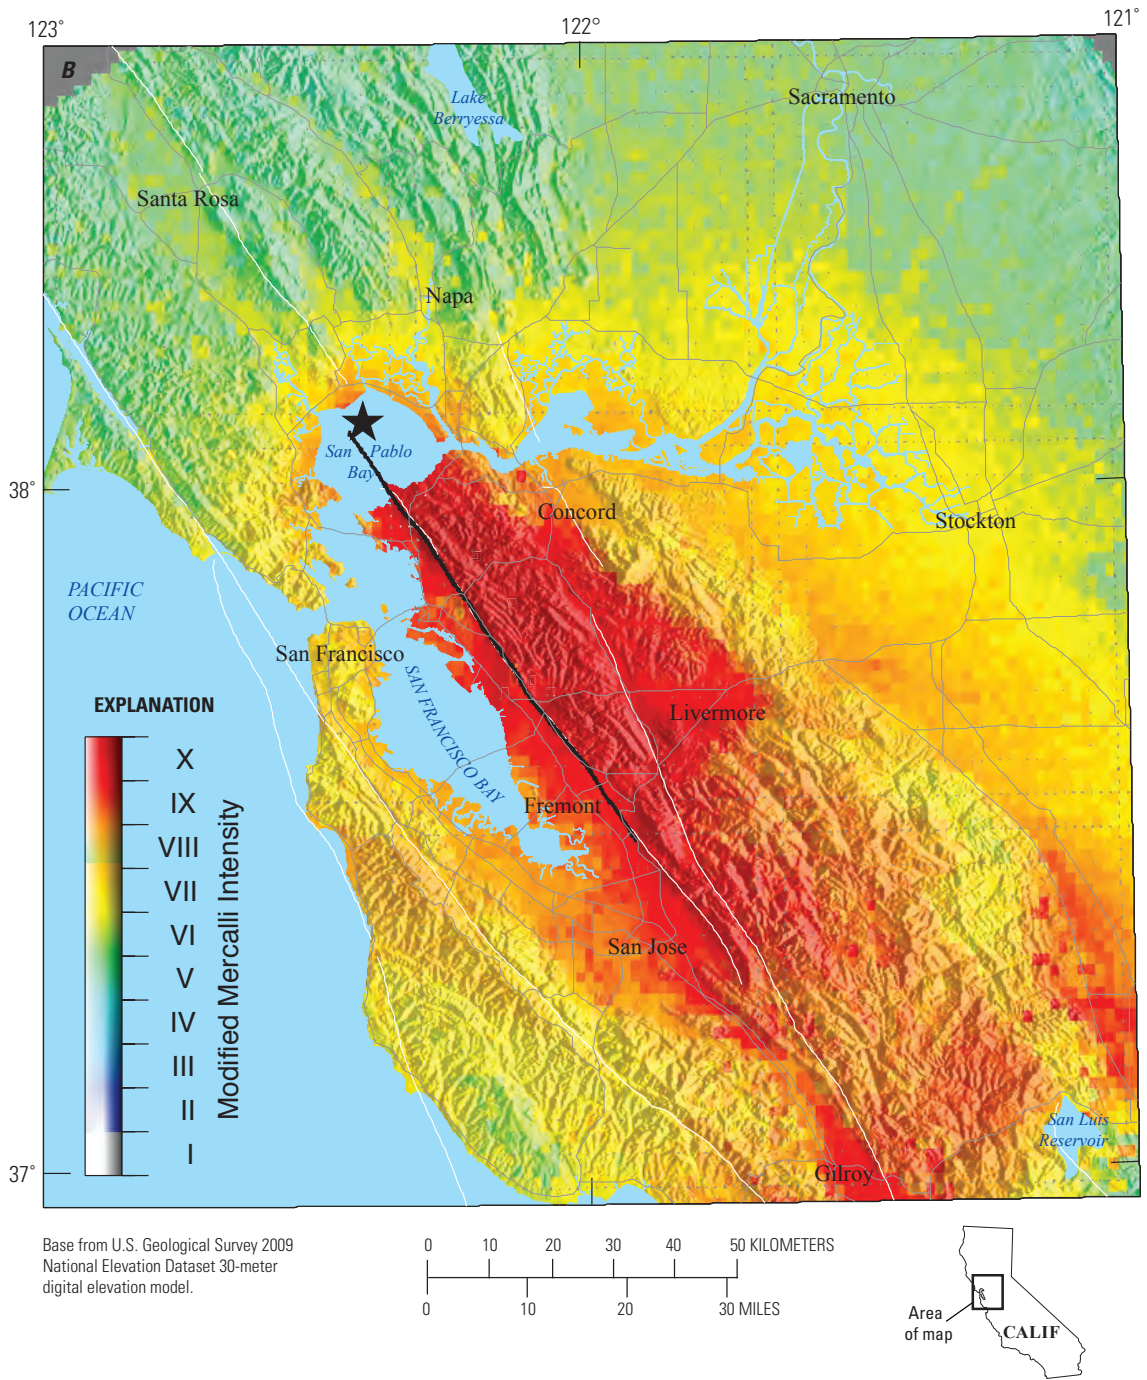 123°
122°
121°
B
Lake
Berryessa
Sacramento
Santa Rosa
Napa
San Pablo
Bay
38°
Concord
Stockton
PACIFIC
OCEAN
San Francisco
SAN FRANCISCO BAY
Livermore
EXPLANATION
X
IX
VIII
VII
VI
V
IV
III
II
I
Modified Mercalli Intensity
Fremont
San Jose
San Luis
Reservoir
37°
Gilroy
Base from U.S. Geological Survey 2009
National Elevation Dataset 30-meter
digital elevation model.
0 10 20 30 40 50 KILOMETERS
0 10 20 30 MILES
Area
of map
CALIF